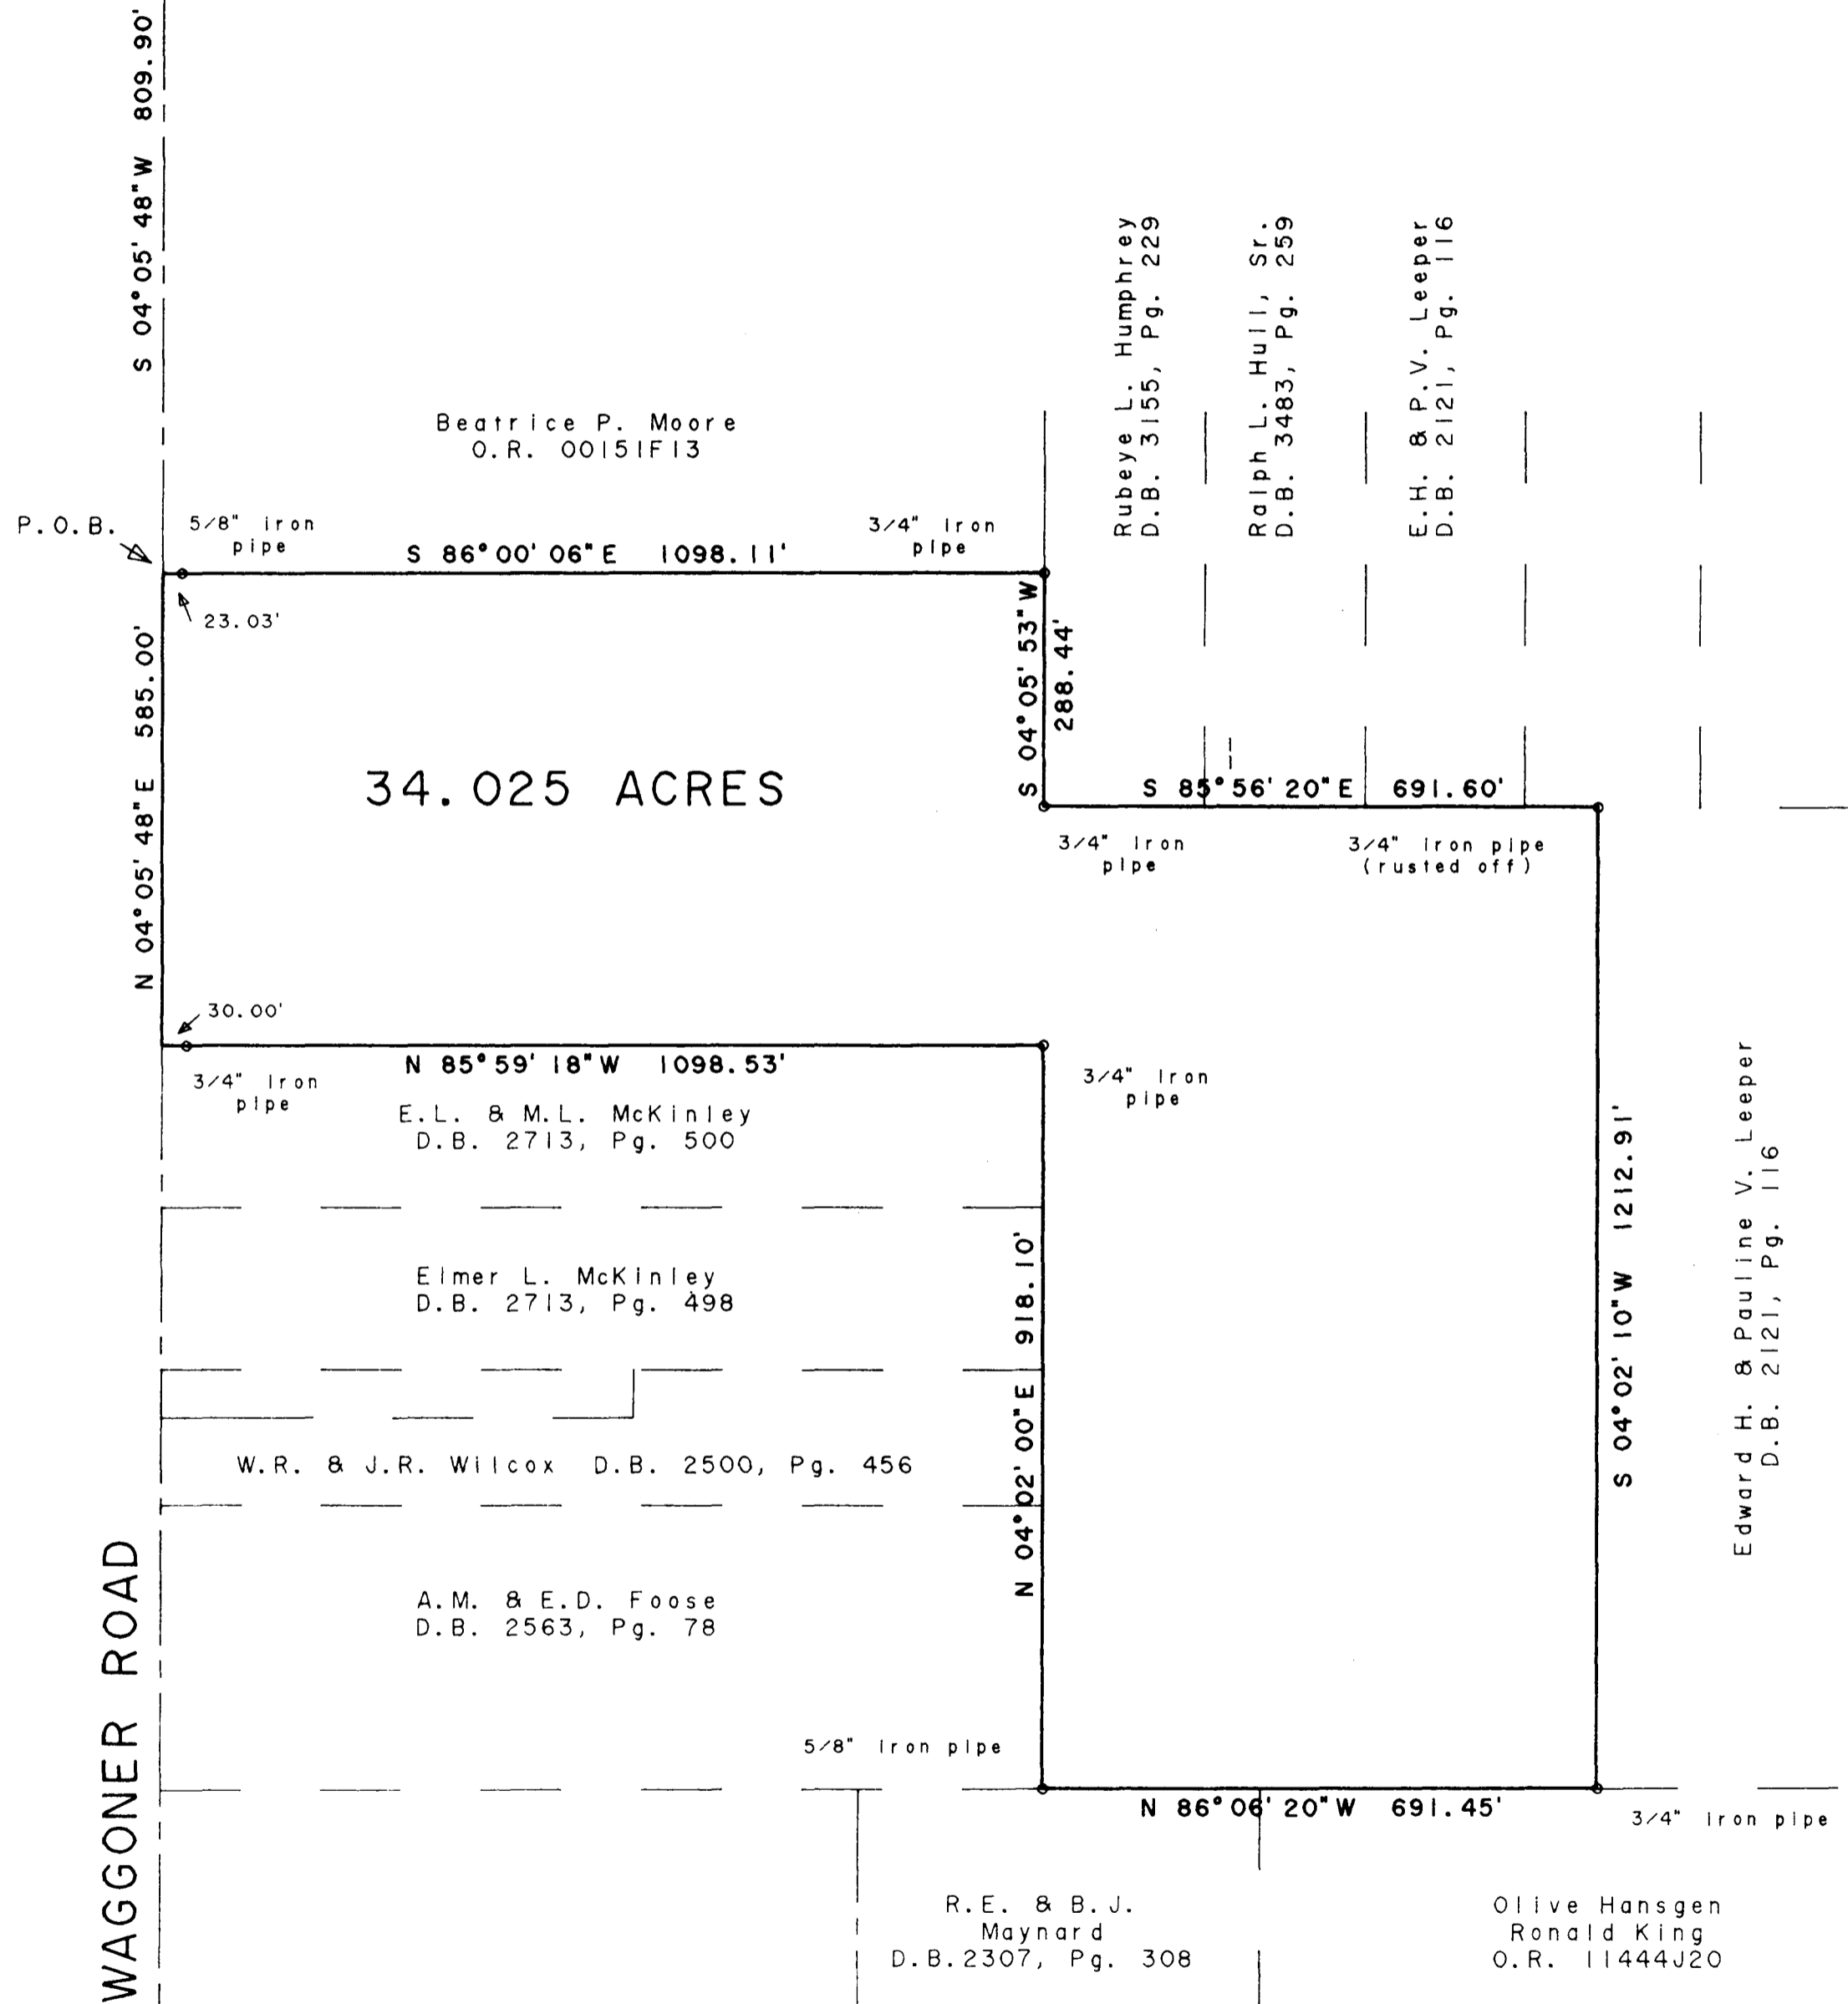 S 04° 05' 48" W 809.90'
Rubeye L. Humphrey
D.B. 3155, Pg. 229
Ralph L. Hull, Sr.
D.B. 3483, Pg. 259
E.H. & P.V. Leeper
D.B. 2121, Pg. 116
Beatrice P. Moore
O.R. 00151F13
P.O.B.
5/8" iron
pipe
3/4" iron
pipe
S 86° 00' 06" E 1098.11'
23.03'
S 04° 05' 53" W
288.44'
N 04° 05' 48" E 585.00'
34.025 ACRES
S 85° 56' 20" E 691.60'
3/4" iron
pipe
3/4" iron pipe
(rusted off)
30.00'
N 85° 59' 18" W 1098.53'
3/4" iron
pipe
3/4" iron
pipe
E.L. & M.L. McKinley
D.B. 2713, Pg. 500
Elmer L. McKinley
D.B. 2713, Pg. 498
N 04° 02' 00" E 918.10'
S 04° 02' 10" W 1212.91'
Edward H. & Pauline V. Leeper
D.B. 2121, Pg. 116
W.R. & J.R. Wilcox D.B. 2500, Pg. 456
A.M. & E.D. Foose
D.B. 2563, Pg. 78
WAGGONER ROAD
5/8" iron pipe
N 86° 06' 20" W 691.45'
3/4" iron pipe
R.E. & B.J.
Maynard
D.B.2307, Pg. 308
Olive Hansgen
Ronald King
O.R. 11444J20